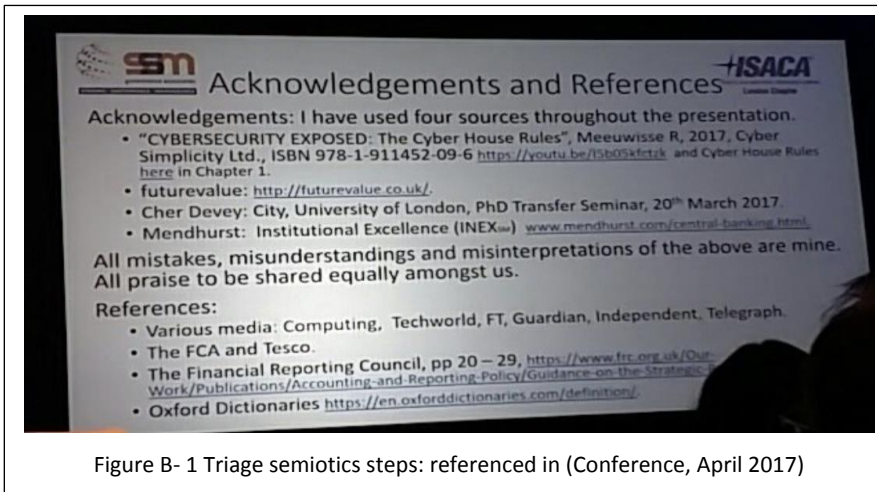 SSM
ISACA
London Chapter
Acknowledgements and References
Acknowledgements: I have used four sources throughout the presentation.
• "CYBERSECURITY EXPOSED: The Cyber House Rules", Meeuwisse R, 2017, Cyber
Simplicity Ltd., ISBN 978-1-911452-09-6 and Cyber House Rules
here in Chapter 1.
• futurevalue: http://futurevalue.co.uk/.
• Cher Devey: City, University of London, PhD Transfer Seminar, 20th March 2017.
• Mendhurst: Institutional Excellence (INEX) www.mendhurst.com/central-banking.html.
All mistakes, misunderstandings and misinterpretations of the above are mine.
All praise to be shared equally amongst us.
References:
• Various media: Computing, Techworld, FT, Guardian, Independent, Telegraph.
• The FCA and Tesco.
• The Financial Reporting Council, pp 20 – 29, https://www.frc.org.uk/Our-
Work/Publications/Accounting-and-Reporting-Policy/Guidance-on-the-Strategic-
• Oxford Dictionaries https://en.oxforddictionaries.com/definition/.
Figure B- 1 Triage semiotics steps: referenced in (Conference, April 2017)